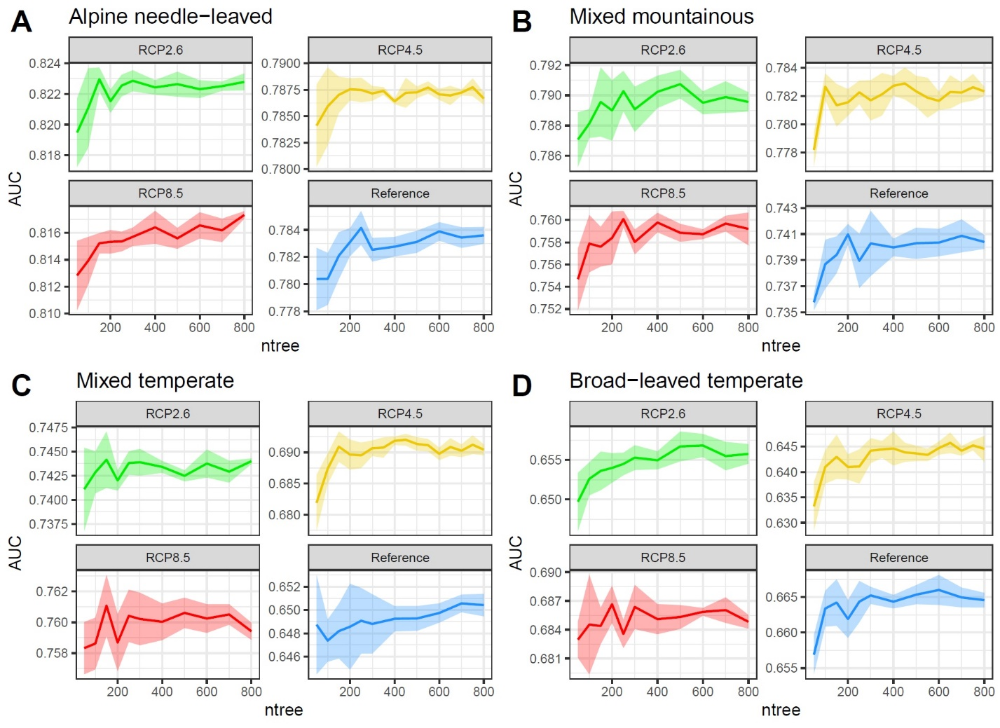 A Alpine needle−leaved
RCP2.6
0.824
0.822
0.820
0.818
RCP4.5
0.7900
0.7875
0.7850
0.7825
0.7800
RCP8.5
0.816
0.814
0.812
0.810
200 400 600 800
Reference
0.784
0.782
0.780
0.778
200 400 600 800
AUC
ntree
B Mixed mountainous
RCP2.6
0.792
0.790
0.788
0.786
RCP4.5
0.784
0.782
0.780
0.778
RCP8.5
0.760
0.758
0.756
0.754
0.752
200 400 600 800
Reference
0.743
0.741
0.739
0.737
0.735
200 400 600 800
AUC
ntree
C Mixed temperate
RCP2.6
0.7475
0.7450
0.7425
0.7400
0.7375
RCP4.5
0.690
0.685
0.680
RCP8.5
0.762
0.760
0.758
200 400 600 800
Reference
0.652
0.650
0.648
0.646
200 400 600 800
AUC
ntree
D Broad−leaved temperate
RCP2.6
0.655
0.650
RCP4.5
0.645
0.640
0.635
0.630
RCP8.5
0.690
0.687
0.684
0.681
200 400 600 800
Reference
0.665
0.660
0.655
200 400 600 800
AUC
ntree